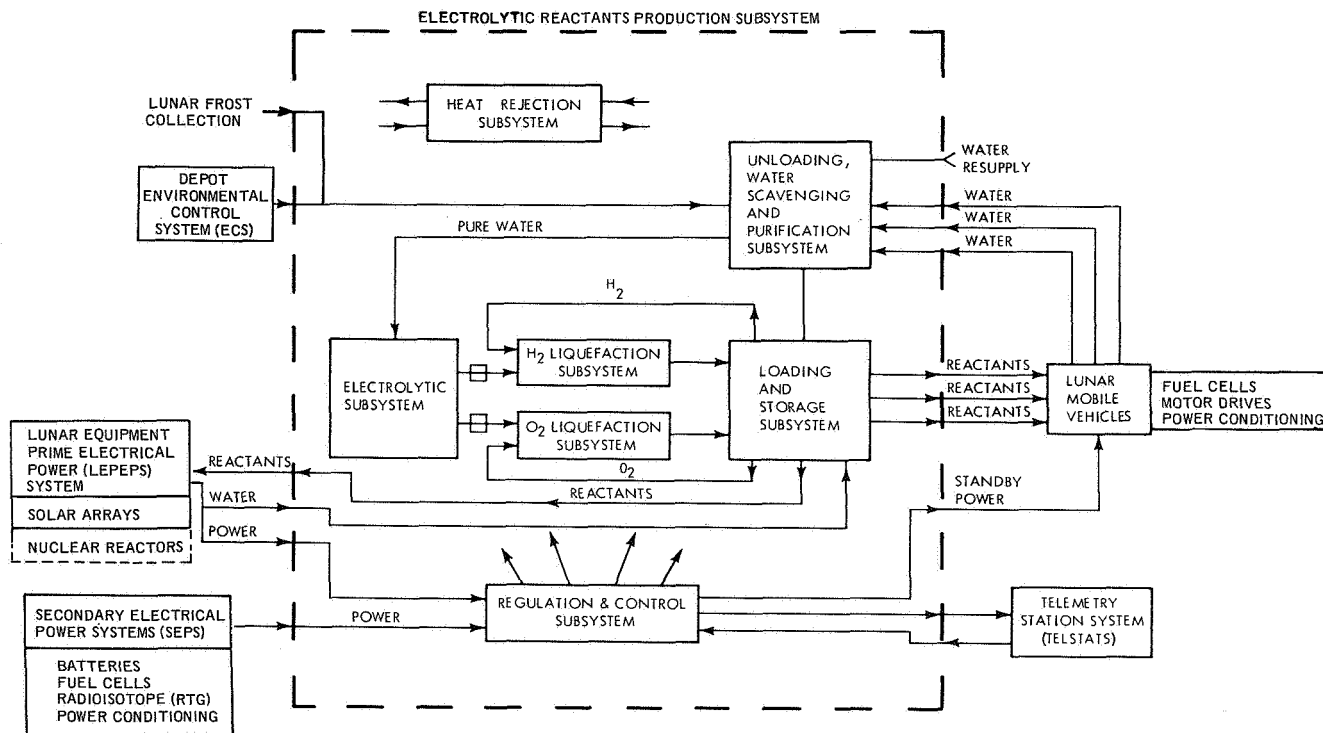 ELECTROLYTIC REACTANTS PRODUCTION SUBSYSTEM
LUNAR FROST
COLLECTION
HEAT REJECTION
SUBSYSTEM
DEPOT
ENVIRONMENTAL
CONTROL
SYSTEM (ECS)
UNLOADING,
WATER
SCAVENGING
AND
PURIFICATION
SUBSYSTEM
WATER
RESUPPLY
WATER
WATER
WATER
PURE WATER
H2
ELECTROLYTIC
SUBSYSTEM
H2 LIQUEFACTION
SUBSYSTEM
O2 LIQUEFACTION
SUBSYSTEM
O2
LOADING
AND
STORAGE
SUBSYSTEM
REACTANTS
REACTANTS
REACTANTS
LUNAR
MOBILE
VEHICLES
FUEL CELLS
MOTOR DRIVES
POWER CONDITIONING
LUNAR EQUIPMENT
PRIME ELECTRICAL
POWER (LEPEPS)
SYSTEM
SOLAR ARRAYS
NUCLEAR REACTORS
REACTANTS
WATER
POWER
REACTANTS
STANDBY
POWER
SECONDARY ELECTRICAL
POWER SYSTEMS (SEPS)
BATTERIES
FUEL CELLS
RADIOISOTOPE (RTG)
POWER CONDITIONING
POWER
REGULATION & CONTROL
SUBSYSTEM
TELEMETRY
STATION SYSTEM
(TELSTATS)